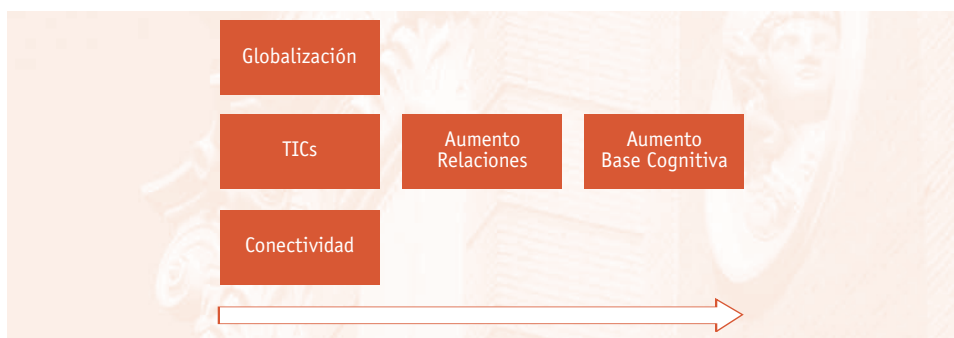 Globalización
TICs
Aumento
Relaciones
Aumento
Base Cognitiva
Conectividad